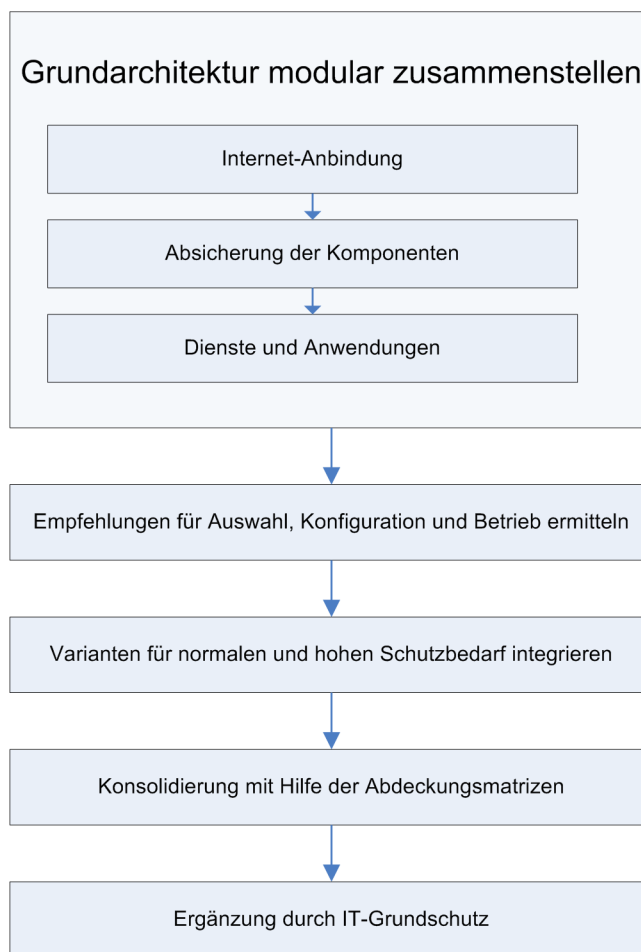 Grundarchitektur modular zusammenstellen
Internet-Anbindung
Absicherung der Komponenten
Dienste und Anwendungen
Empfehlungen für Auswahl, Konfiguration und Betrieb ermitteln
Varianten für normalen und hohen Schutzbedarf integrieren
Konsolidierung mit Hilfe der Abdeckungsmatrizen
Ergänzung durch IT-Grundschutz